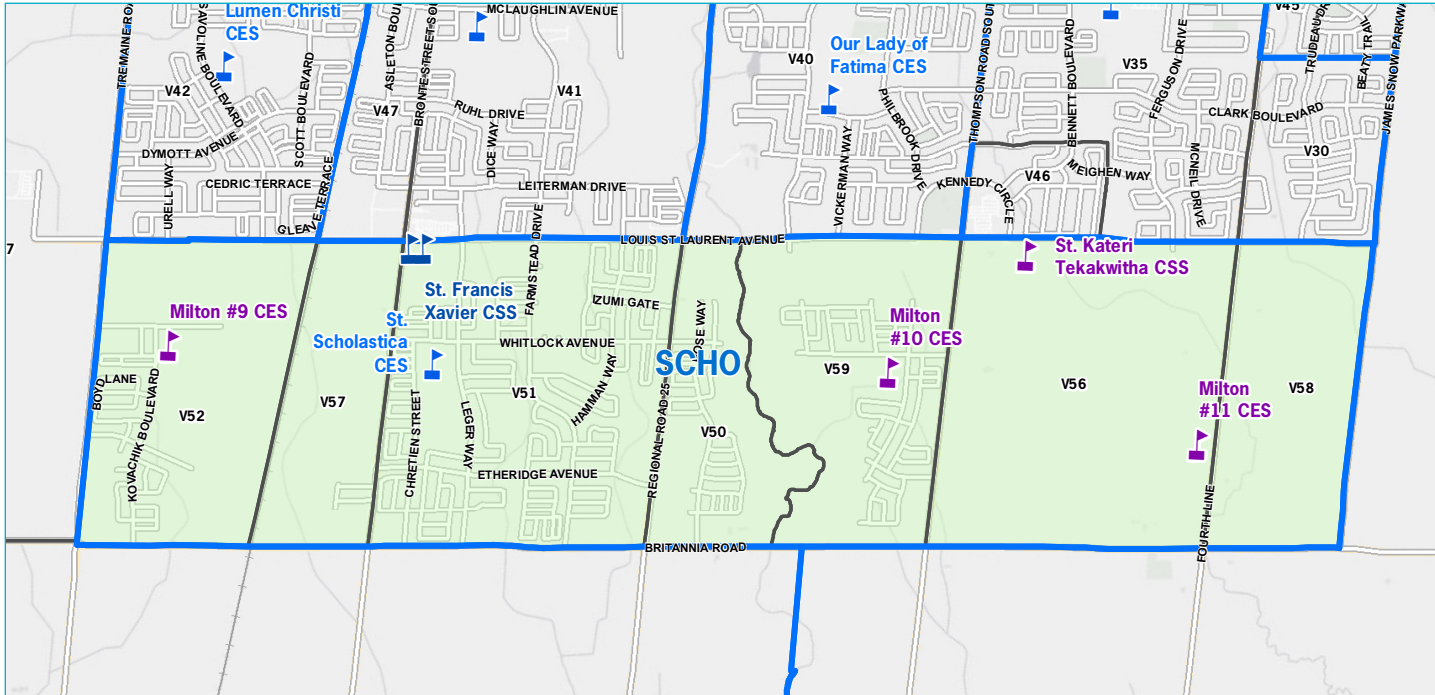 TREMAINE ROA
SAVOLINE BOULEVARD
Lumen Christi
CES
SCOTT BOULEVARD
ASLETON BOU
BRONTE STREET SOU
MCLAUGHLIN AVENUE
V42
V47
V41
RUHL DRIVE
DICE WAY
DYMOTT AVENUE
CEDRIC TERRACE
URELL WAY
GLEAVE TERRACE
LEITERMAN DRIVE
V40
Our Lady of
Fatima CES
PHILBROOK DRIVE
VICKERMAN WAY
THOMPSON ROAD SOUT
BENNETT BOULEVARD
V35
FERGUSON DRIVE
V45
TRUDEAU DR
BEATY TRAIL
JAMES SNOW PARKWAY
CLARK BOULEVARD
V30
V46
MEIGHEN WAY
KENNEDY CIRCLE
MCNEIL DRIVE
7
LOUIS ST LAURENT AVENUE
St. Kateri
Tekakwitha CSS
St. Francis
Xavier CSS
FARMSTEAD DRIVE
IZUMI GATE
Milton #9 CES
St.
Scholastica
CES
WHITLOCK AVENUE
HAMMAN WAY
SCHO
Milton
#10 CES
V59
V56
Milton
#11 CES
V58
BOYD
LANE
V52
KOVACHIK BOULEVARD
V57
V51
CHRETIEN STREET
LEGER WAY
ETHERIDGE AVENUE
REGIONAL ROAD 25
V50
FOURTH LINE
BRITANNIA ROAD